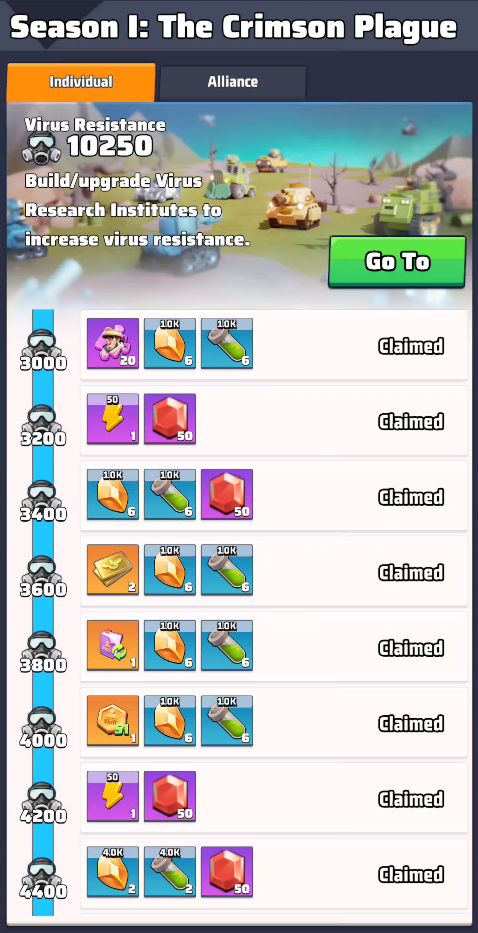 Season 1: The Crimson Plague
Individual
Alliance
Virus Resistance
10250
Build/upgrade Virus
Research Institutes to
increase virus resistance.
Go To
3000
20
10K
6
10K
6
Claimed
3200
50
1
50
Claimed
3400
10K
6
10K
6
50
Claimed
3600
2
10K
6
10K
6
Claimed
3800
1
10K
6
10K
6
Claimed
4000
1
10K
6
10K
6
Claimed
4200
50
1
50
Claimed
4400
4.0K
2
4.0K
2
50
Claimed